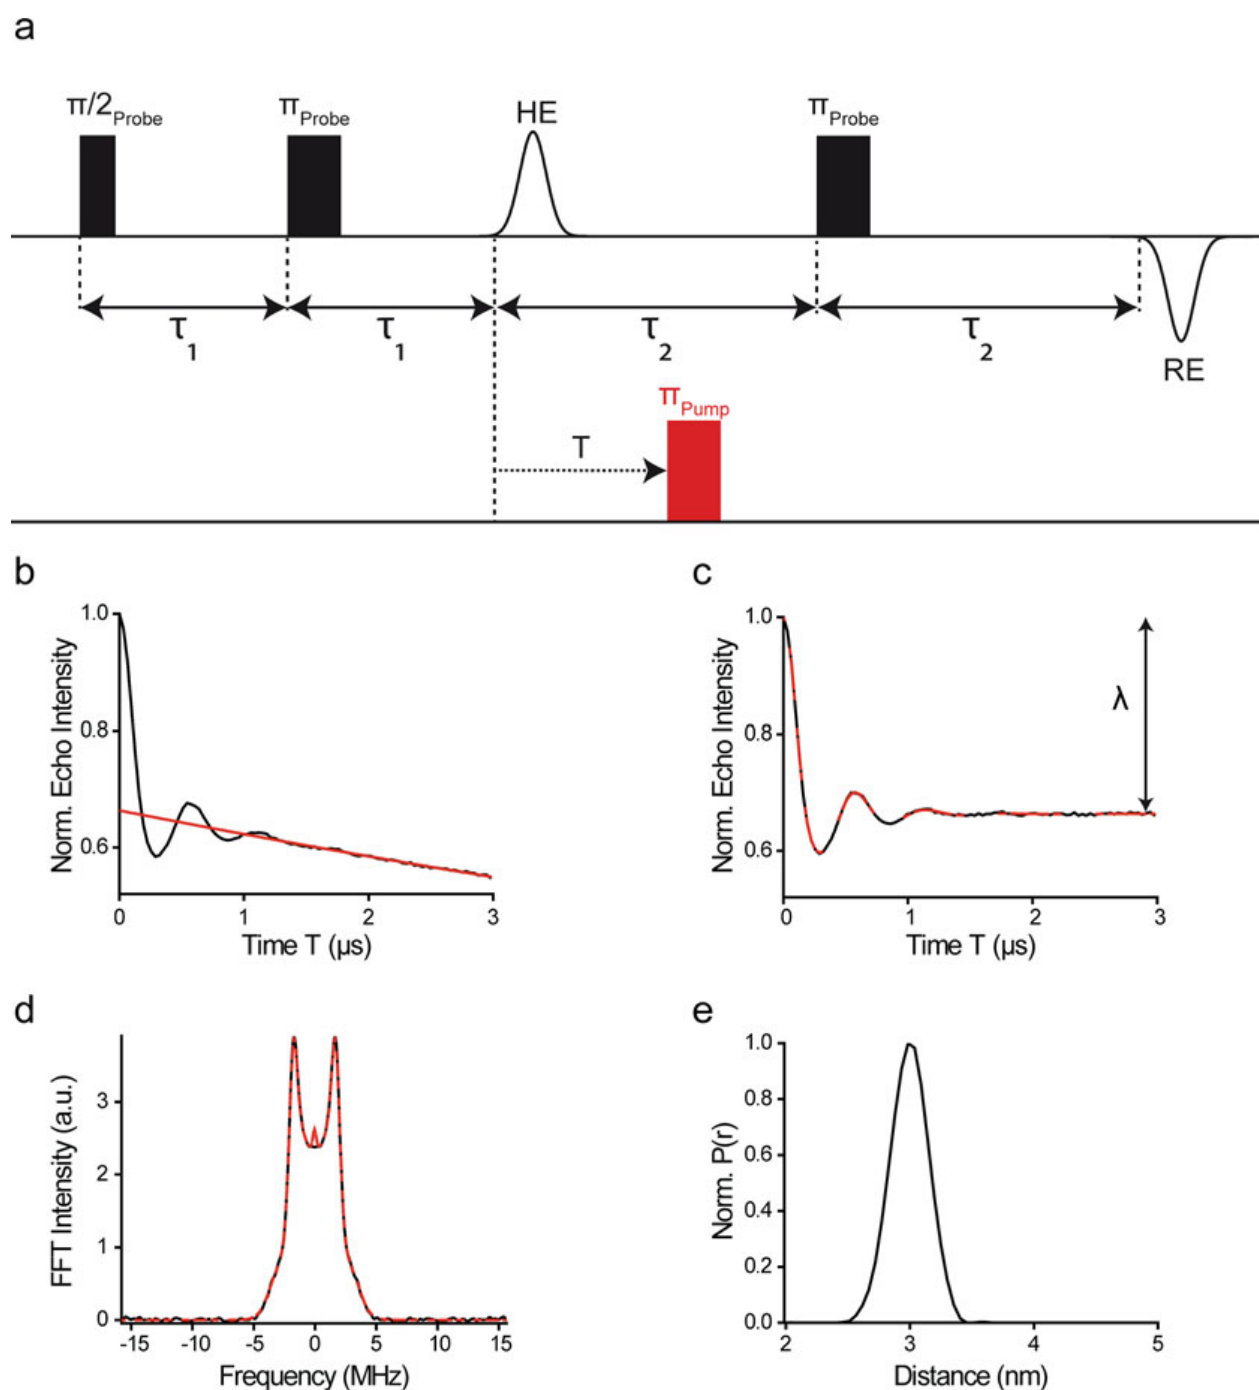 a
π/2Probe
πProbe
HE
πProbe
τ1
τ1
τ2
τ2
RE
πPump
T
b
Norm. Echo Intensity
1.0
0.8
0.6
0
1
2
3
Time T (µs)
c
Norm. Echo Intensity
1.0
0.8
0.6
λ
0
1
2
3
Time T (µs)
d
FFT Intensity (a.u.)
3
2
1
0
-15
-10
-5
0
5
10
15
Frequency (MHz)
e
Norm. P(r)
1.0
0.8
0.6
0.4
0.2
0.0
2
3
4
5
Distance (nm)